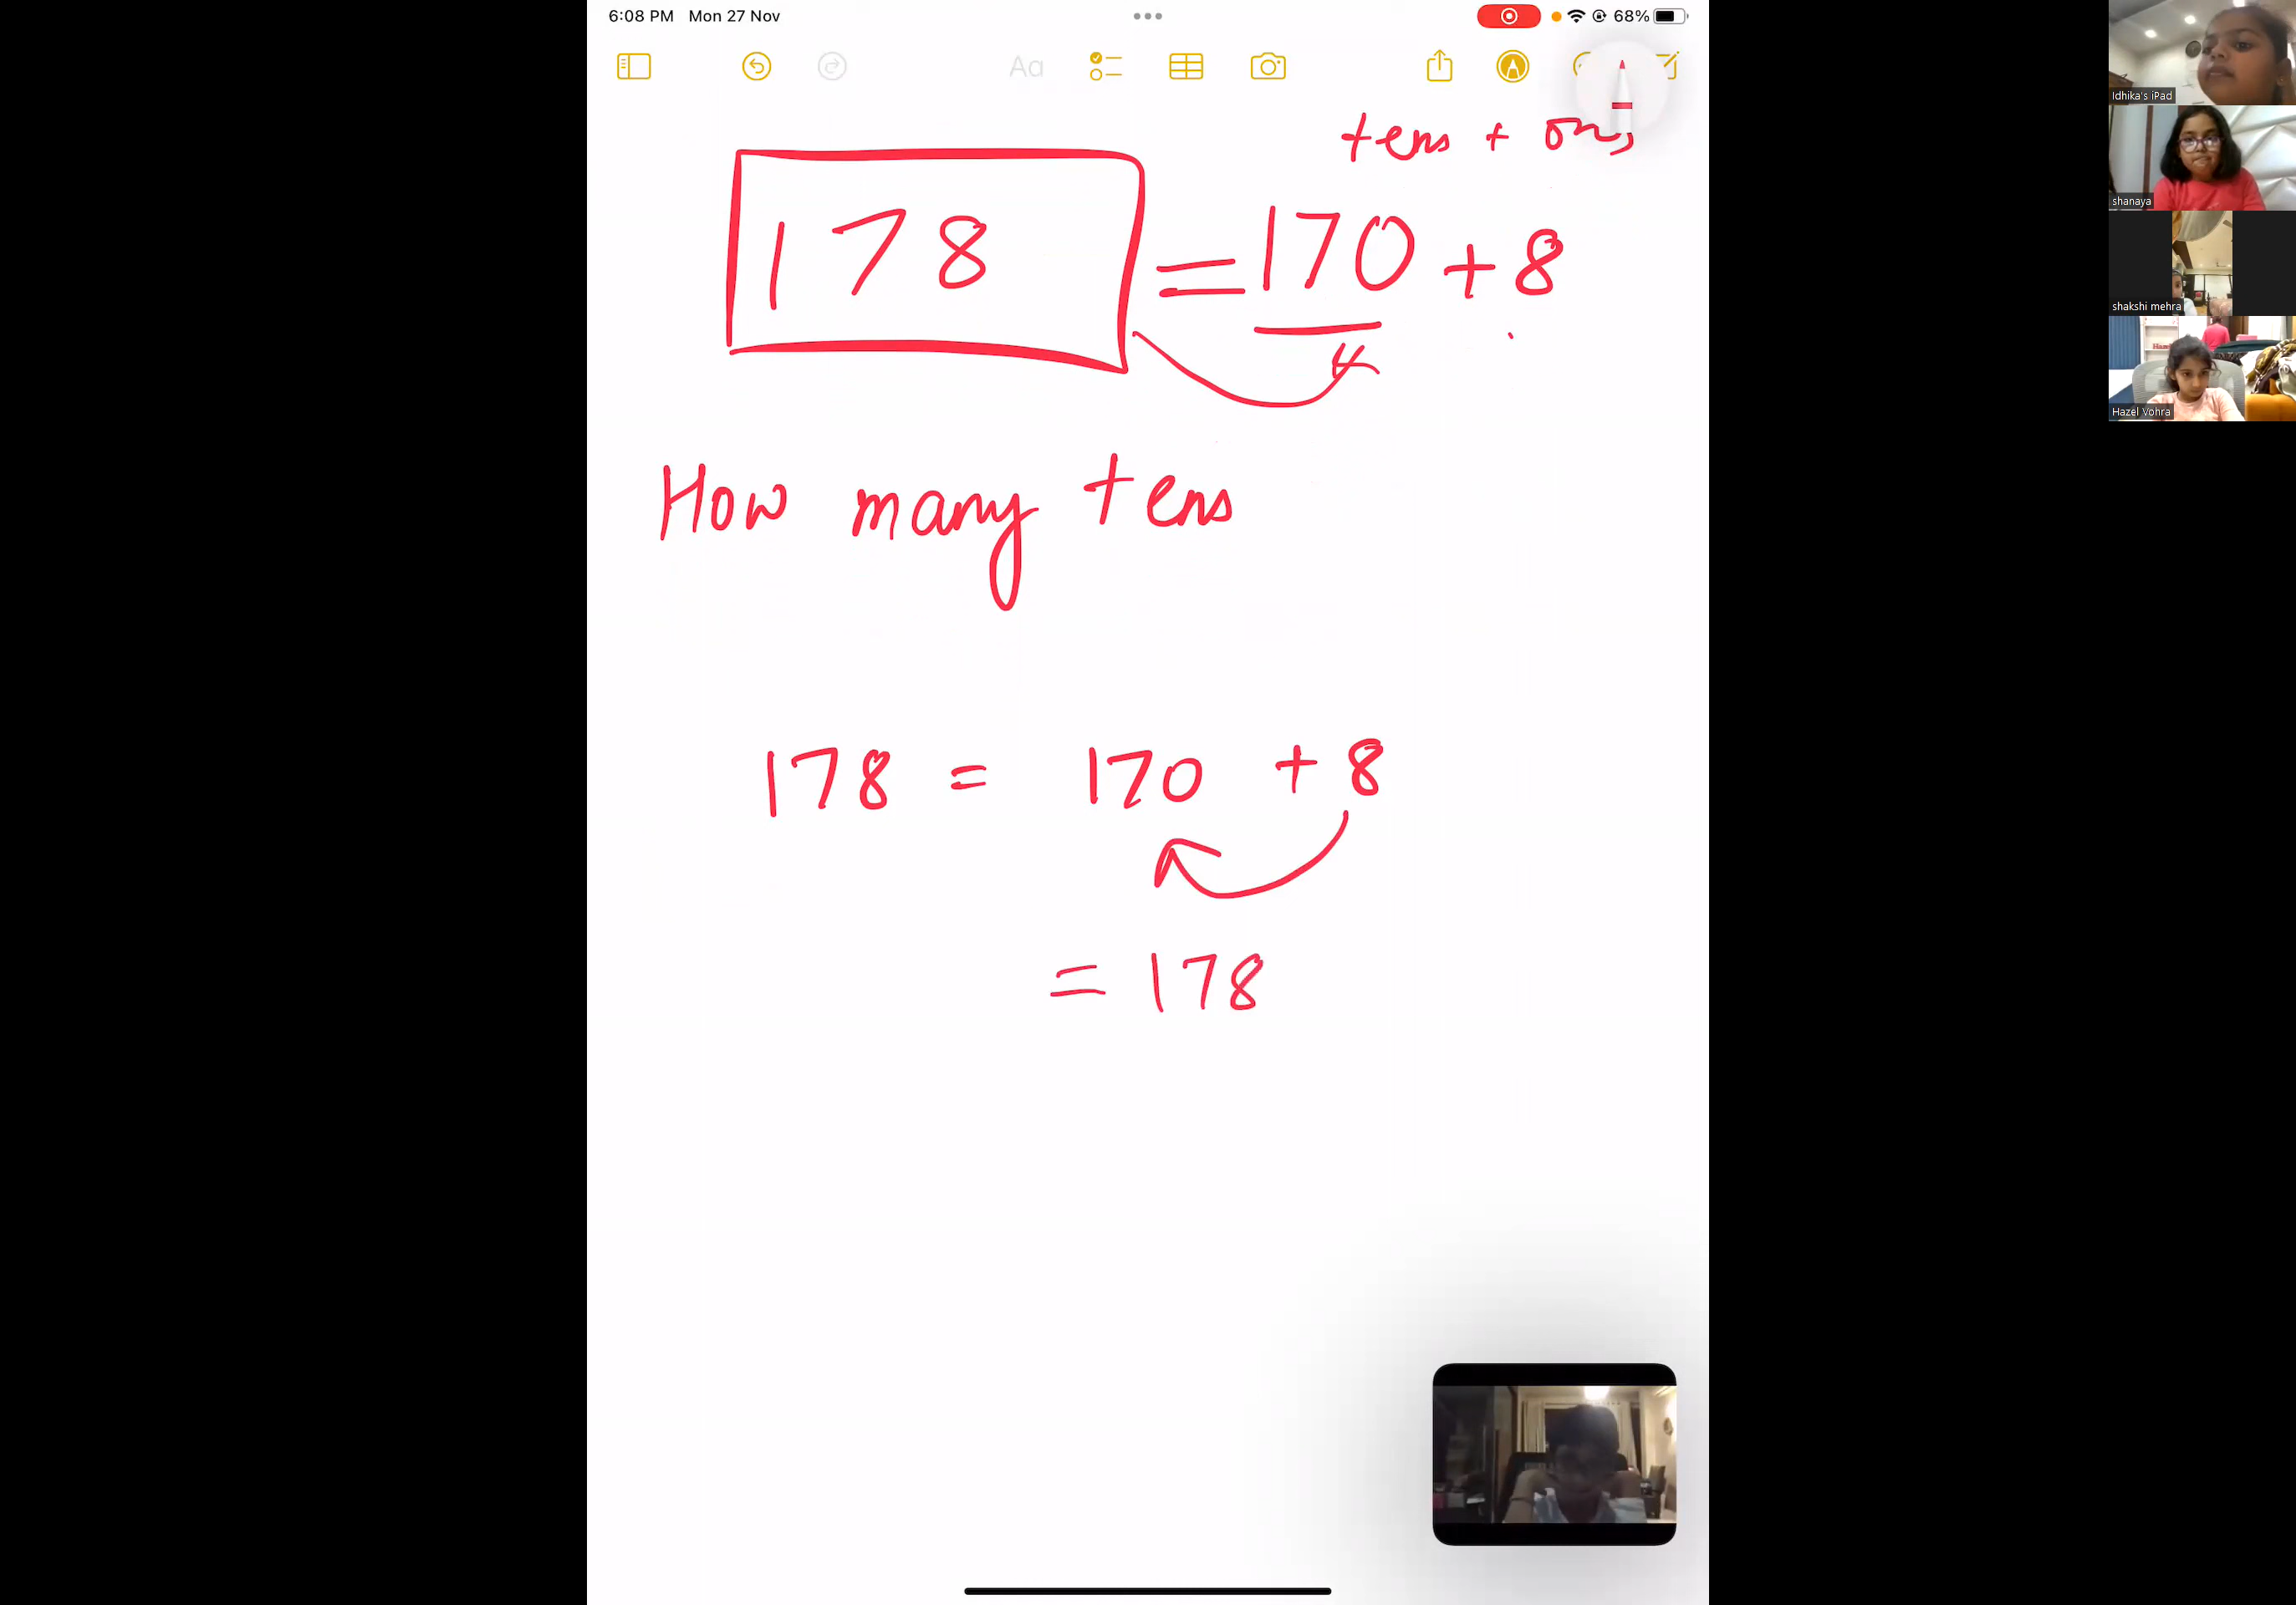 6:08 PM Mon 27 Nov
68%
Aa
tens + ones
178 = 170 + 8
How many tens
178 = 170 + 8
= 178
Idhika's iPad
shanaya
shakshi mehra
Hazel Vohra